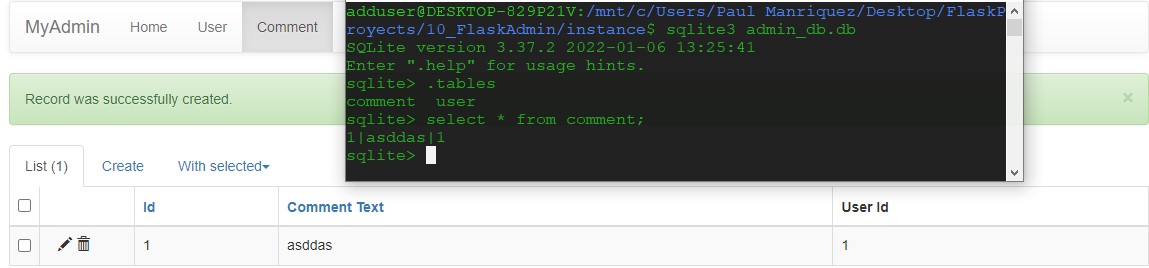 MyAdmin Home User Comment
adduser@DESKTOP-829P21V:/mnt/c/Users/Paul Manriquez/Desktop/FlaskP
royects/10_FlaskAdmin/instance$ sqlite3 admin_db.db
SQLite version 3.37.2 2022-01-06 13:25:41
Enter ".help" for usage hints.
sqlite> .tables
comment  user
sqlite> select * from comment;
1|asddas|1
sqlite>
Record was successfully created. ×
List (1) Create With selected
Id Comment Text User Id
1 asddas 1